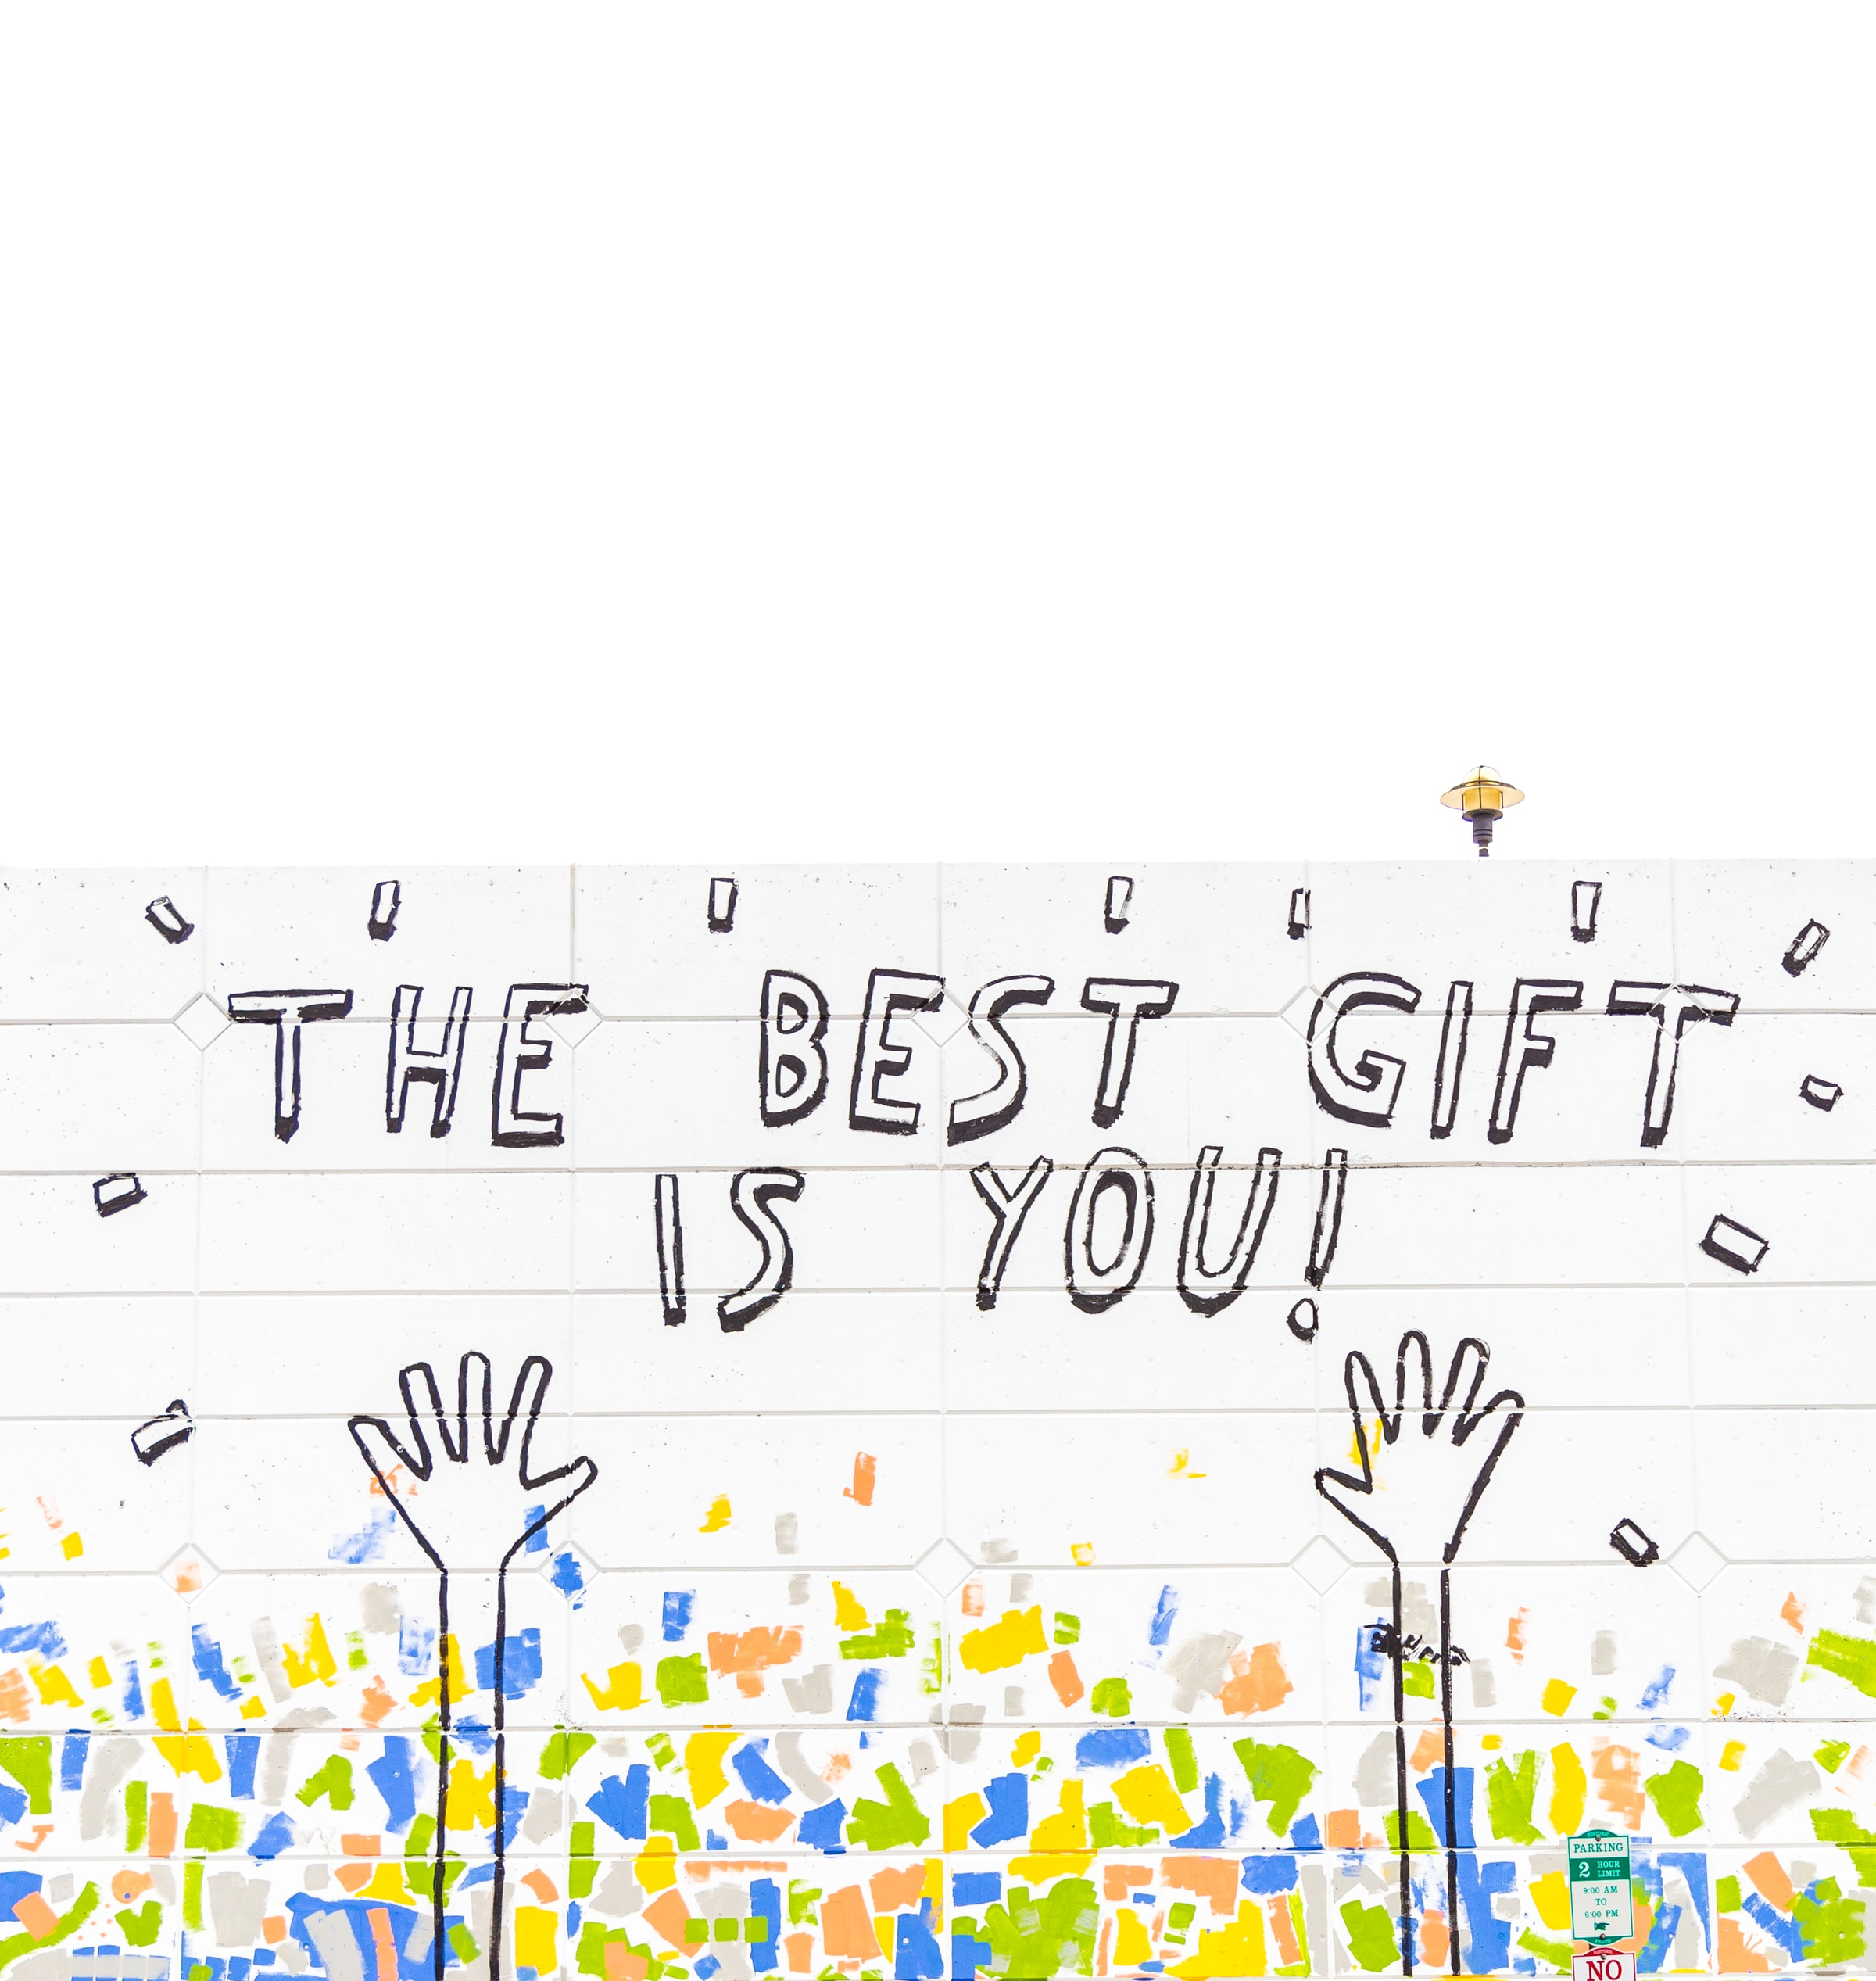 THE BEST GIFT
IS YOU!
PARKING
2 HOUR
LIMIT
9:00 AM
TO
6:00 PM
NO